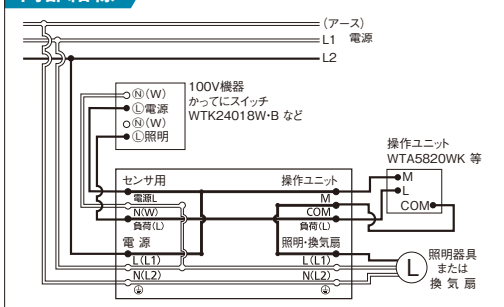 (アース)
L1 電源
L2
100V機器
かってにスイッチ
WTK24018W・B など
Ⓝ(W)
Ⓛ電源
Ⓝ(W)
Ⓛ照明
操作ユニット
WTA5820WK 等
M
L
COM
センサ用
電源L
N(W)
負荷(L)
電 源
L(L1)
N(L2)
操作ユニット
M
COM
負荷(L)
照明・換気扇
L(L1)
N(L2)
L
照明器具
または
換 気 扇